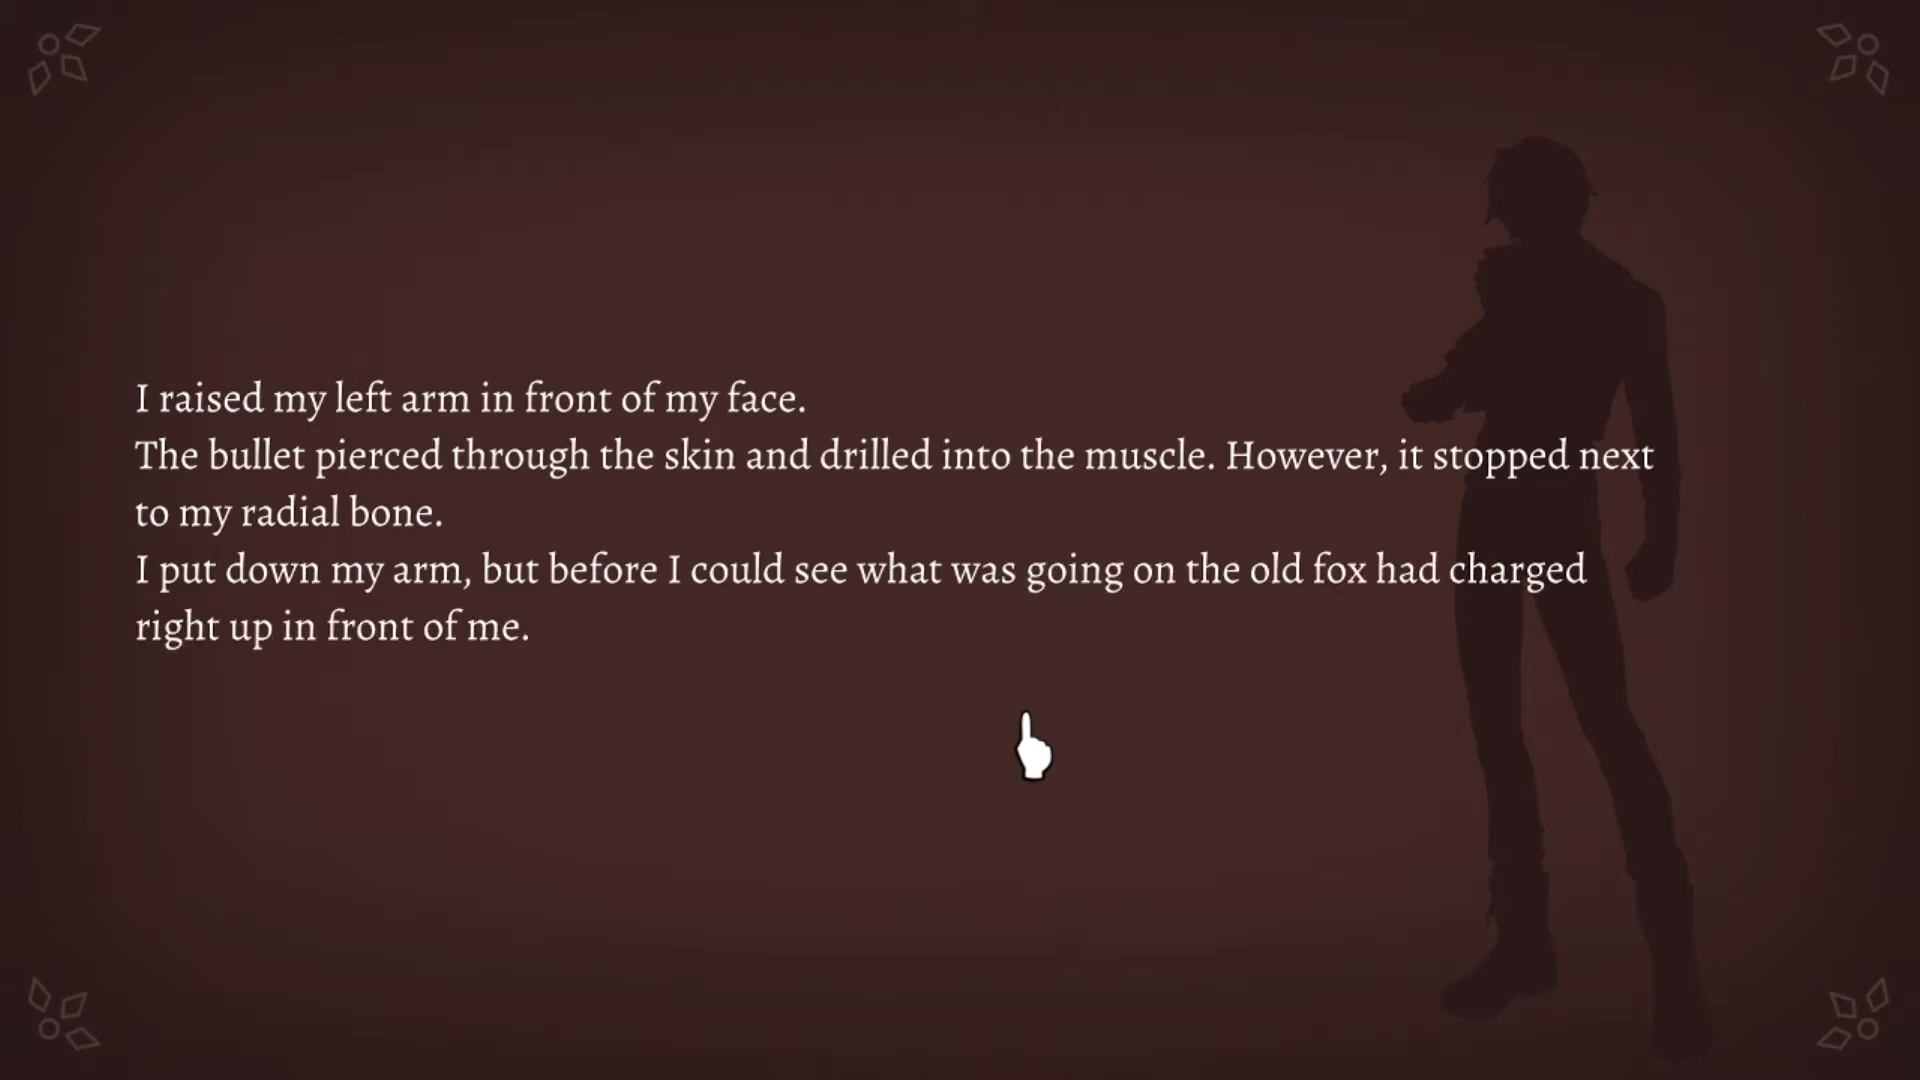 I raised my left arm in front of my face.
The bullet pierced through the skin and drilled into the muscle. However, it stopped next
to my radial bone.
I put down my arm, but before I could see what was going on the old fox had charged
right up in front of me.